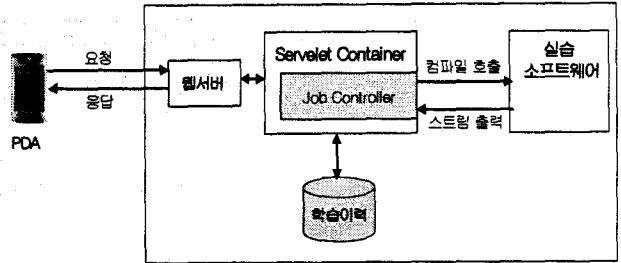 요청
응답
PDA
웹서버
Servelet Container
Job Controller
컴파일 호출
스트림 출력
실습
소프트웨어
학습이력